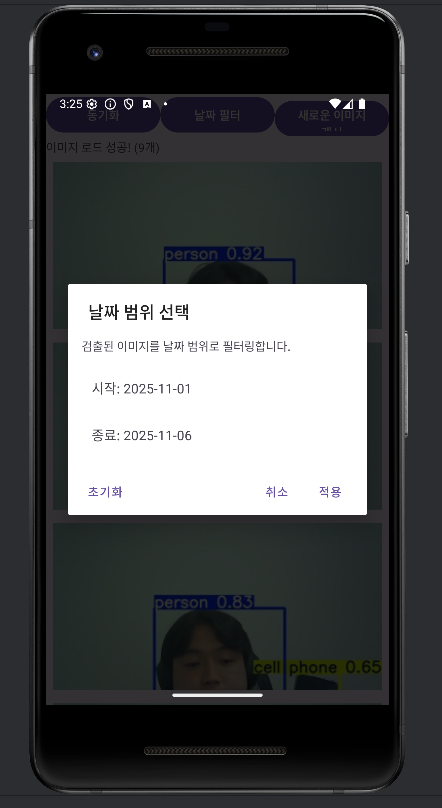 3:25
동기화
날짜 필터
새로운 이미지
이미지 로드 성공! (9개)
person 0.92
날짜 범위 선택
검출된 이미지를 날짜 범위로 필터링합니다.
시작: 2025-11-01
종료: 2025-11-06
초기화
취소
적용
person 0.83
cell phone 0.65